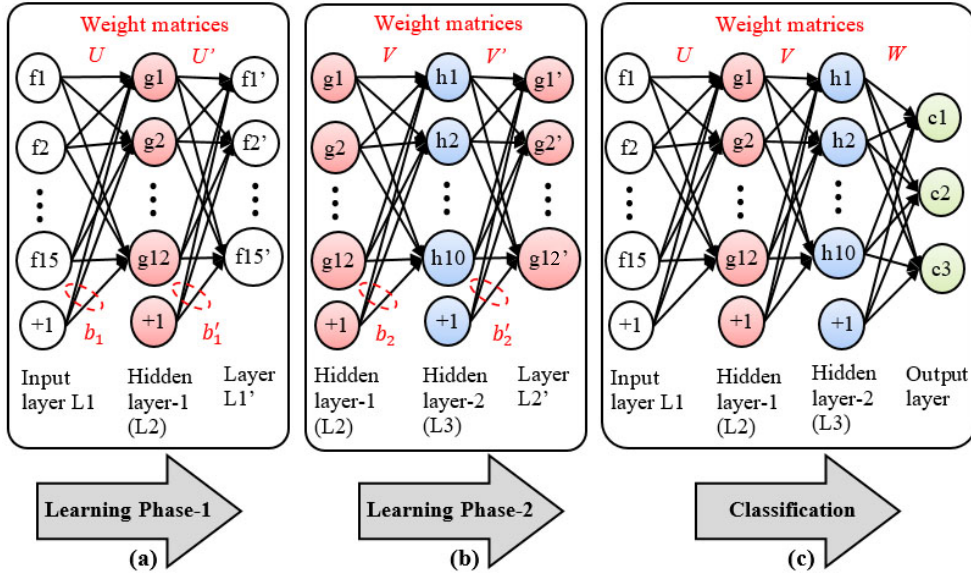 Weight matrices
U U’
f1 g1 f1’
f2 g2 f2’
f15 g12 f15’
+1 +1
b₁ b′₁
Input Hidden Layer
layer L1 layer-1 L1’
(L2)
Learning Phase-1
(a)
Weight matrices
V V’
g1 h1 g1’
g2 h2 g2’
g12 h10 g12’
+1 +1
b₂ b′₂
Hidden Hidden Layer
layer-1 layer-2 L2’
(L2) (L3)
Learning Phase-2
(b)
Weight matrices
U V W
f1 g1 h1
c1
f2 g2 h2
c2
f15 g12 h10 c3
+1 +1 +1
Input Hidden Hidden Output
layer L1 layer-1 layer-2 layer
(L2) (L3)
Classification
(c)